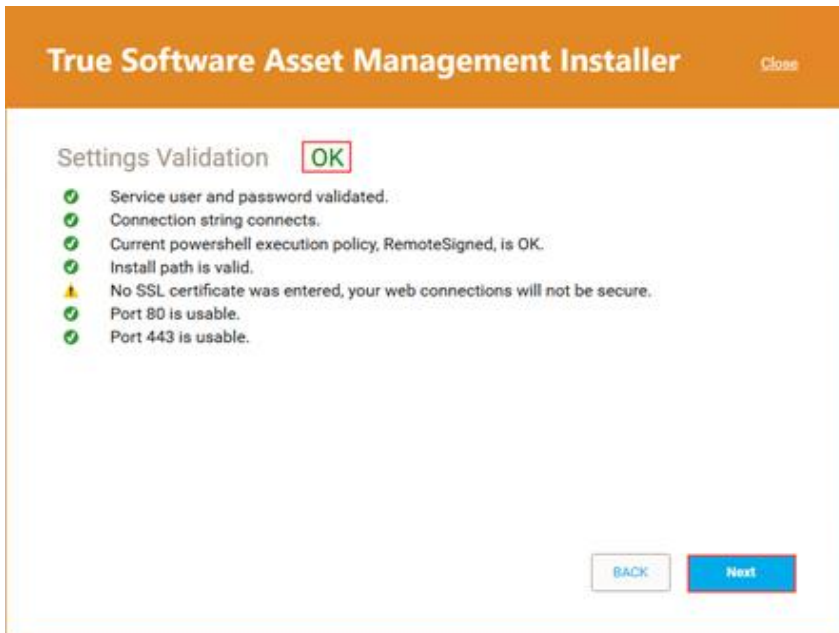 True Software Asset Management Installer
Close
Settings Validation OK
Service user and password validated.
Connection string connects.
Current powershell execution policy, RemoteSigned, is OK.
Install path is valid.
No SSL certificate was entered, your web connections will not be secure.
Port 80 is usable.
Port 443 is usable.
BACK
Next